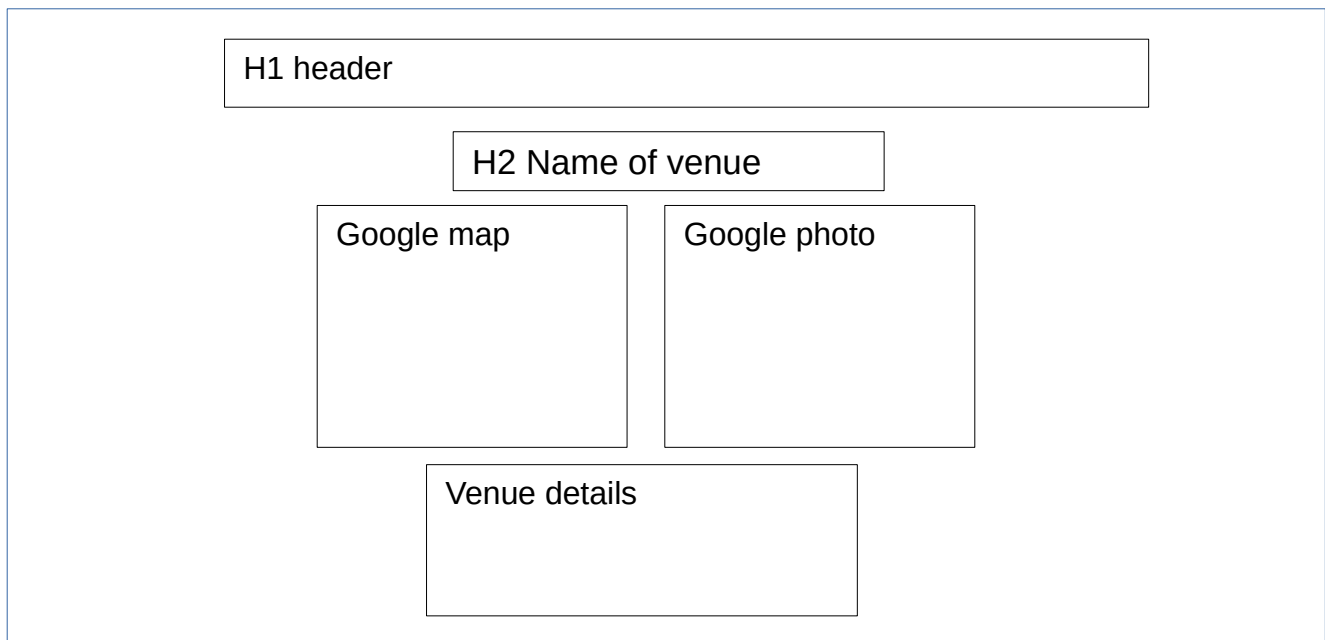 H1 header
H2 Name of venue
Google map
Google photo
Venue details